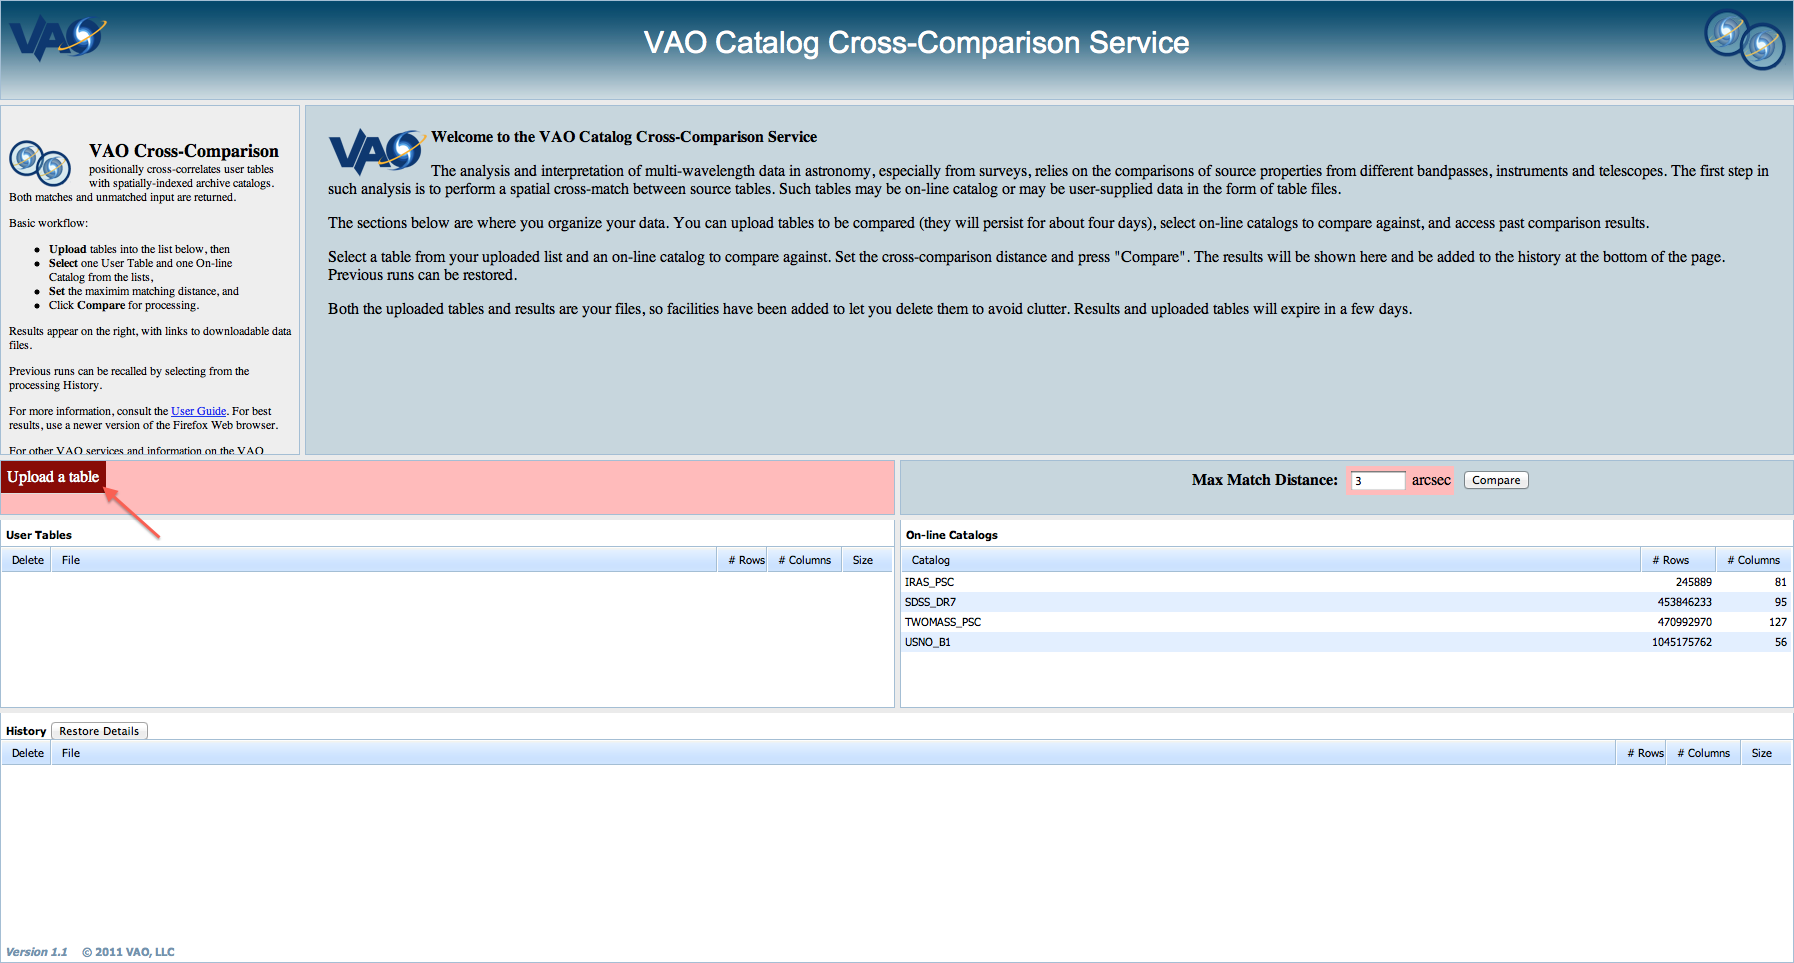 VAO
VAO Catalog Cross-Comparison Service
VAO Cross-Comparison
positionally cross-correlates user tables
with spatially-indexed archive catalogs.
Both matches and unmatched input are returned.
Basic workflow:
Upload tables into the list below, then
Select one User Table and one On-line
Catalog from the lists,
Set the maximim matching distance, and
Click Compare for processing.
Results appear on the right, with links to downloadable data
files.
Previous runs can be recalled by selecting from the
processing History.
For more information, consult the User Guide. For best
results, use a newer version of the Firefox Web browser.
For other VAO services and information on the VAO
VAO
Welcome to the VAO Catalog Cross-Comparison Service
The analysis and interpretation of multi-wavelength data in astronomy, especially from surveys, relies on the comparisons of source properties from different bandpasses, instruments and telescopes. The first step in
such analysis is to perform a spatial cross-match between source tables. Such tables may be on-line catalog or may be user-supplied data in the form of table files.
The sections below are where you organize your data. You can upload tables to be compared (they will persist for about four days), select on-line catalogs to compare against, and access past comparison results.
Select a table from your uploaded list and an on-line catalog to compare against. Set the cross-comparison distance and press "Compare". The results will be shown here and be added to the history at the bottom of the page.
Previous runs can be restored.
Both the uploaded tables and results are your files, so facilities have been added to let you delete them to avoid clutter. Results and uploaded tables will expire in a few days.
Upload a table
Max Match Distance: 3 arcsec Compare
User Tables
Delete File # Rows # Columns Size
On-line Catalogs
Catalog # Rows # Columns
IRAS_PSC 245889 81
SDSS_DR7 453846233 95
TWOMASS_PSC 470992970 127
USNO_B1 1045175762 56
History Restore Details
Delete File # Rows # Columns Size
Version 1.1 © 2011 VAO, LLC